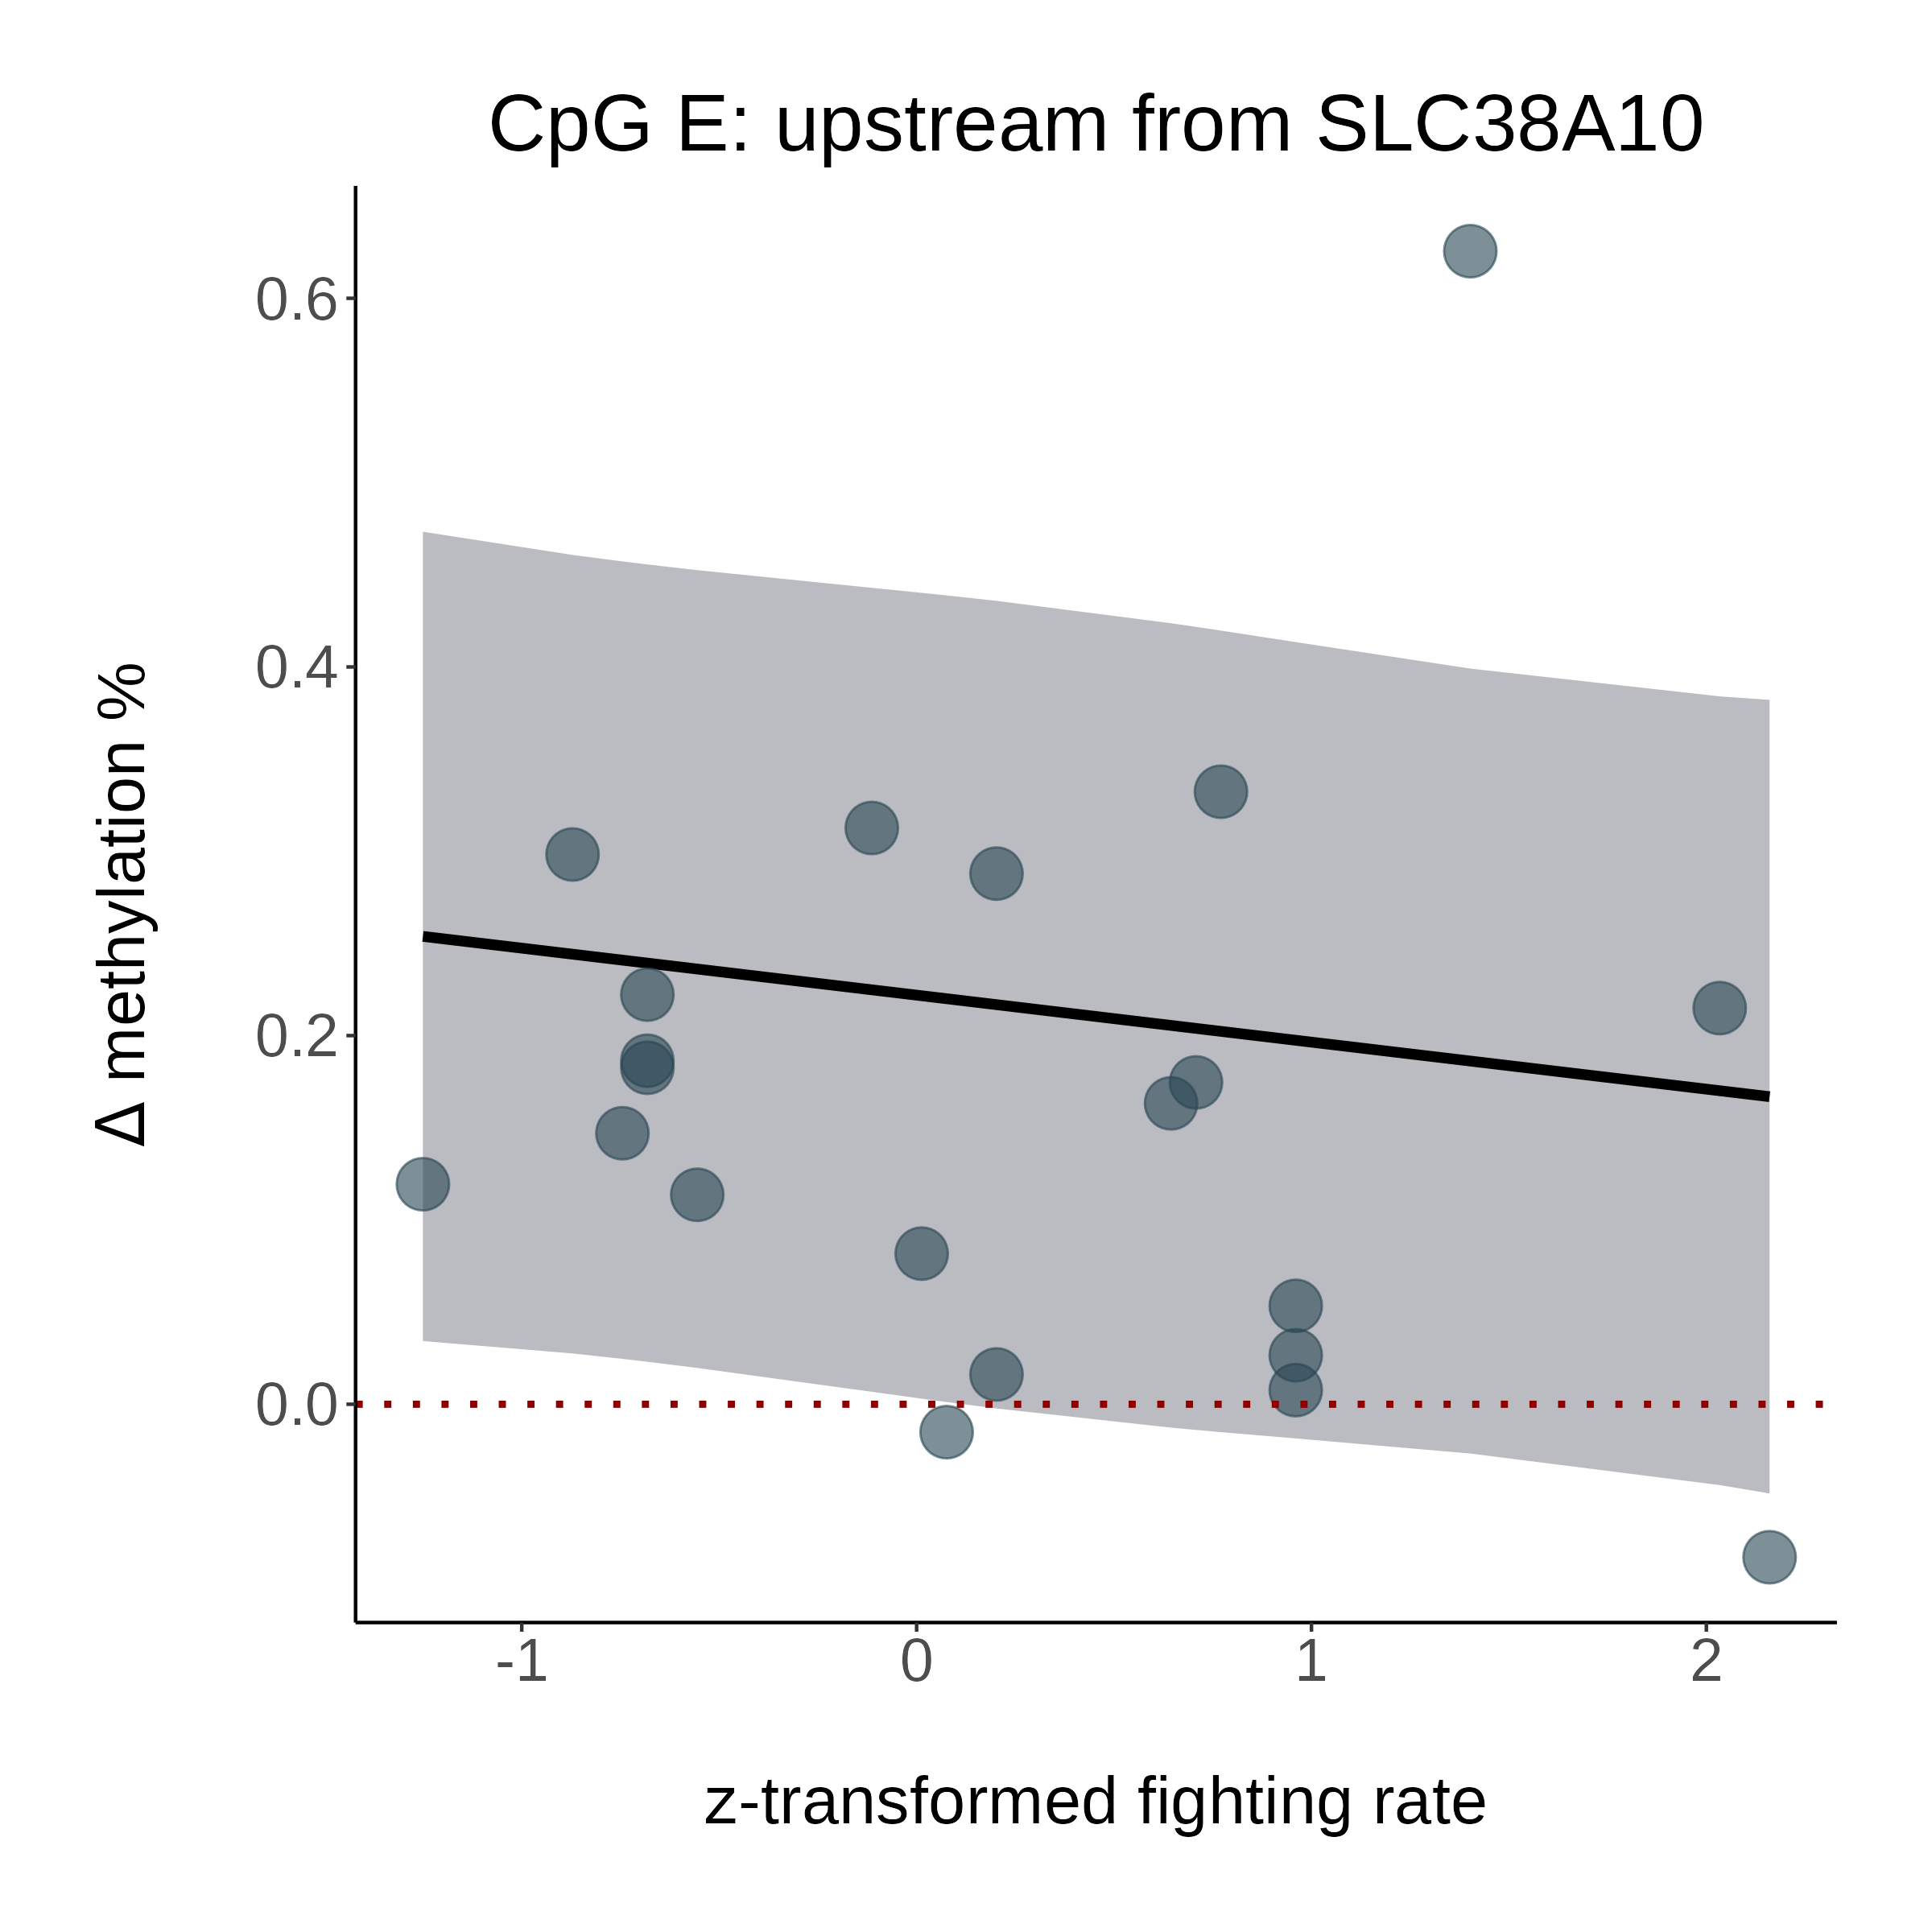 CpG E: upstream from SLC38A10
Δ methylation %
0.6
0.4
0.2
0.0
-1
0
1
2
z-transformed fighting rate